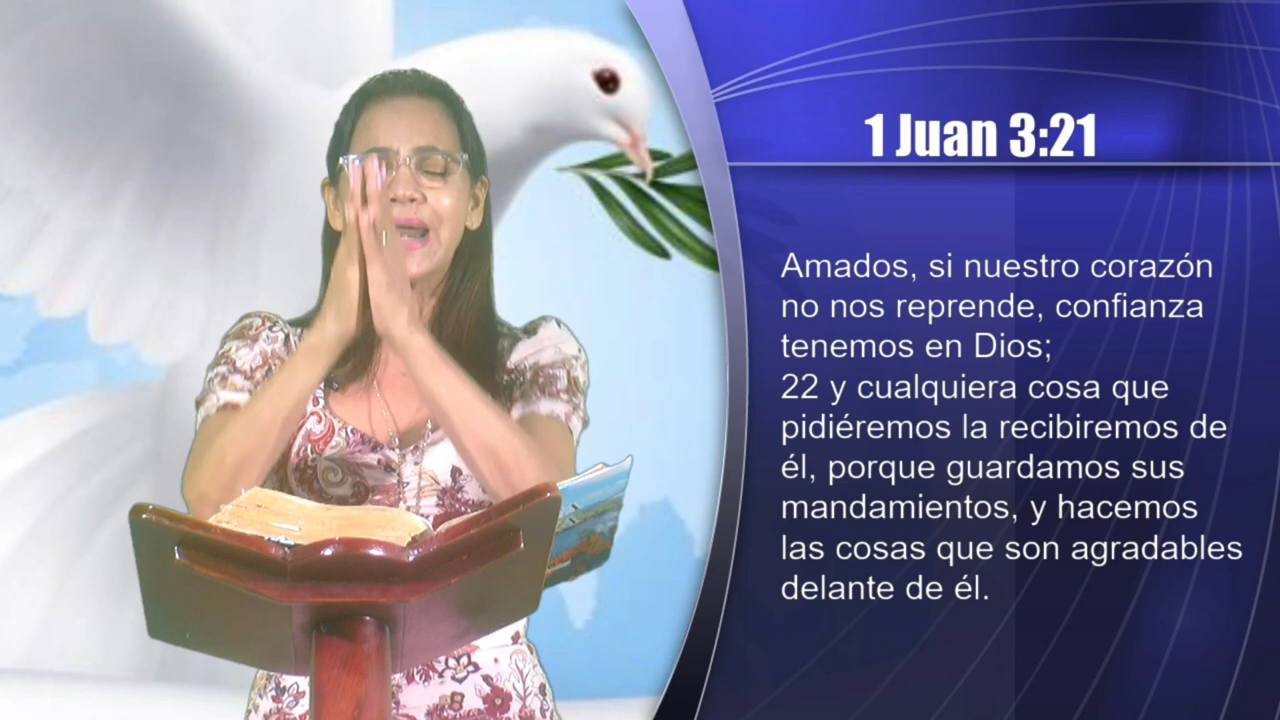 1 Juan 3:21
Amados, si nuestro corazón
no nos reprende, confianza
tenemos en Dios;
22 y cualquiera cosa que
pidiéremos la recibiremos de
él, porque guardamos sus
mandamientos, y hacemos
las cosas que son agradables
delante de él.